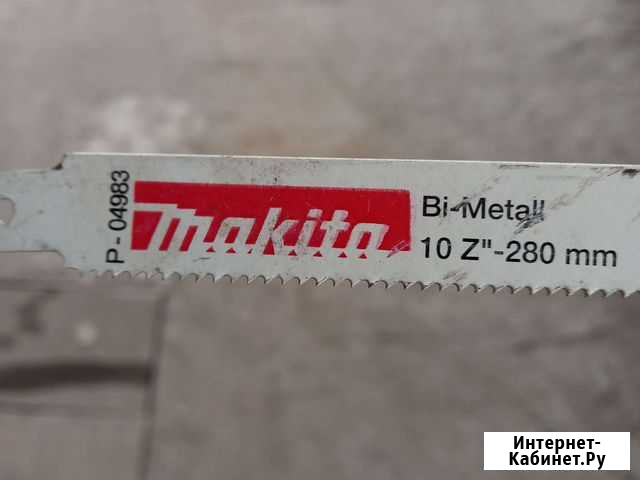 P - 04983
makita
Bi-Metall
10 Z"-280 mm
Интернет-
Кабинет.Ру